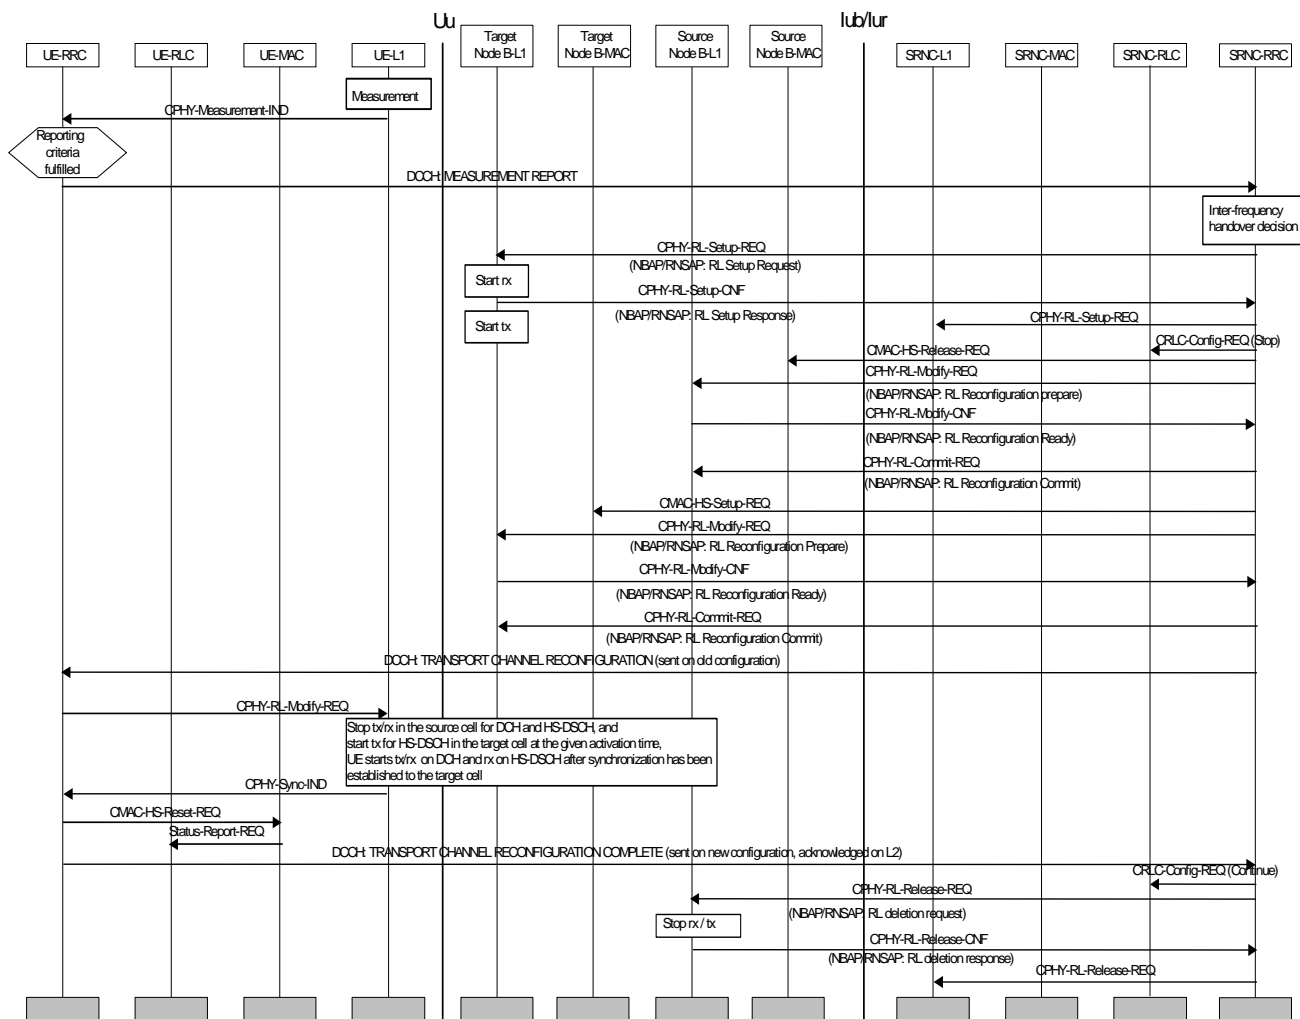 Uu
Iub/Iur
UE-RRC
UE-RLC
UE-MAC
UE-L1
Target
Node B-L1
Target
Node B-MAC
Source
Node B-L1
Source
Node B-MAC
SRNC-L1
SRNC-MAC
SRNC-RLC
SRNC-RRC
Measurement
CPHY-Measurement-IND
Reporting
criteria
fulfilled
DCCH: MEASUREMENT REPORT
Inter-frequency
handover decision
CPHY-RL-Setup-REQ
(NBAP/RNSAP: RL Setup Request)
Start rx
CPHY-RL-Setup-CNF
(NBAP/RNSAP: RL Setup Response)
Start tx
CPHY-RL-Setup-REQ
CRLC-Config-REQ (Stop)
CMAC-HS-Release-REQ
CPHY-RL-Modify-REQ
(NBAP/RNSAP: RL Reconfiguration prepare)
CPHY-RL-Modify-CNF
(NBAP/RNSAP: RL Reconfiguration Ready)
CPHY-RL-Commit-REQ
(NBAP/RNSAP: RL Reconfiguration Commit)
CMAC-HS-Setup-REQ
CPHY-RL-Modify-REQ
(NBAP/RNSAP: RL Reconfiguration Prepare)
CPHY-RL-Modify-CNF
(NBAP/RNSAP: RL Reconfiguration Ready)
CPHY-RL-Commit-REQ
(NBAP/RNSAP: RL Reconfiguration Commit)
DCCH: TRANSPORT CHANNEL RECONFIGURATION (sent on old configuration)
CPHY-RL-Modify-REQ
Stop tx/rx in the source cell for DCH and HS-DSCH, and
start tx for HS-DSCH in the target cell at the given activation time,
UE starts tx/rx on DCH and rx on HS-DSCH after synchronization has been
established to the target cell
CPHY-Sync-IND
CMAC-HS-Reset-REQ
Status-Report-REQ
DCCH: TRANSPORT CHANNEL RECONFIGURATION COMPLETE (sent on new configuration, acknowledged on L2)
CRLC-Config-REQ (Continue)
CPHY-RL-Release-REQ
(NBAP/RNSAP: RL deletion request)
Stop rx / tx
CPHY-RL-Release-CNF
(NBAP/RNSAP: RL deletion response)
CPHY-RL-Release-REQ